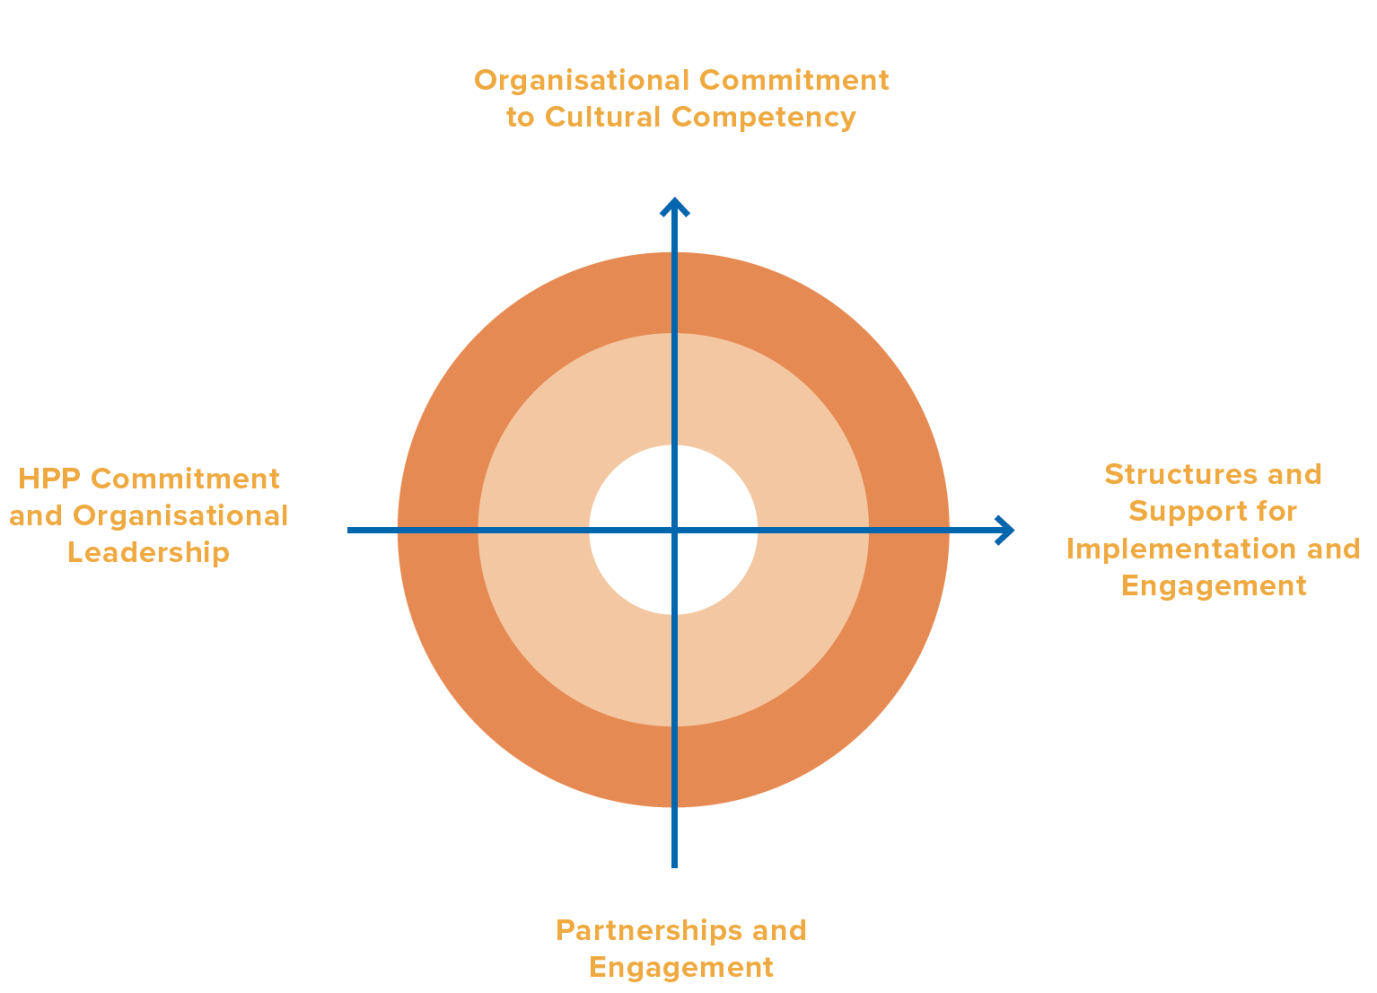 Organisational Commitment
to Cultural Competency
HPP Commitment
and Organisational
Leadership
Structures and
Support for
Implementation and
Engagement
Partnerships and
Engagement